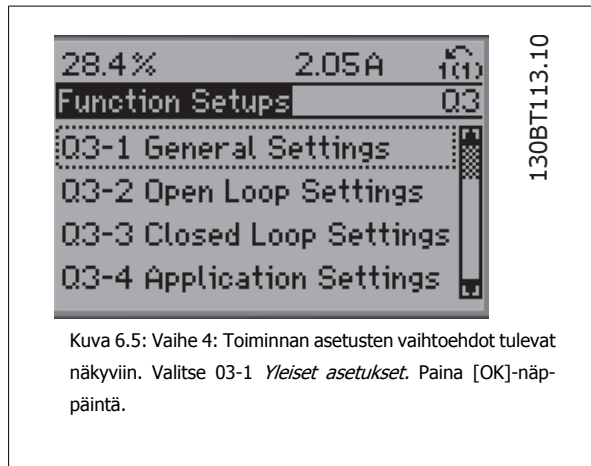 28.4% 2.05A 1(1)
Function Setups Q3
Q3-1 General Settings
Q3-2 Open Loop Settings
Q3-3 Closed Loop Settings
Q3-4 Application Settings
130BT113.10
Kuva 6.5: Vaihe 4: Toiminnan asetusten vaihtoehdot tulevat
näkyviin. Valitse 03-1 Yleiset asetukset. Paina [OK]-näp-
päintä.